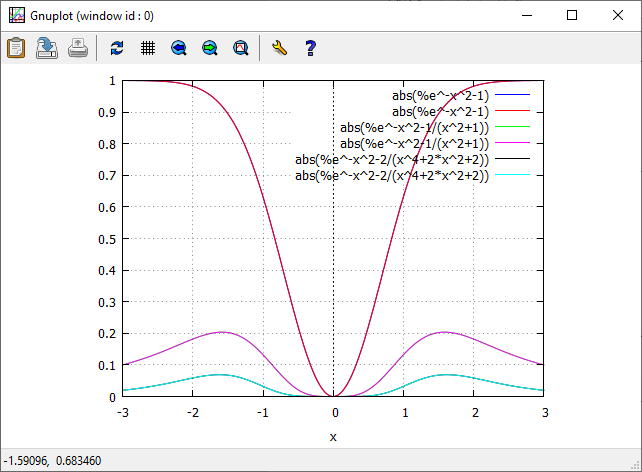 Gnuplot (window id : 0)
1
0.9
0.8
0.7
0.6
0.5
0.4
0.3
0.2
0.1
0
abs(%e^-x^2-1)
abs(%e^-x^2-1)
abs(%e^-x^2-1/(x^2+1))
abs(%e^-x^2-1/(x^2+1))
abs(%e^-x^2-2/(x^4+2*x^2+2))
abs(%e^-x^2-2/(x^4+2*x^2+2))
-3 -2 -1 0 1 2 3
x
-1.59096, 0.683460